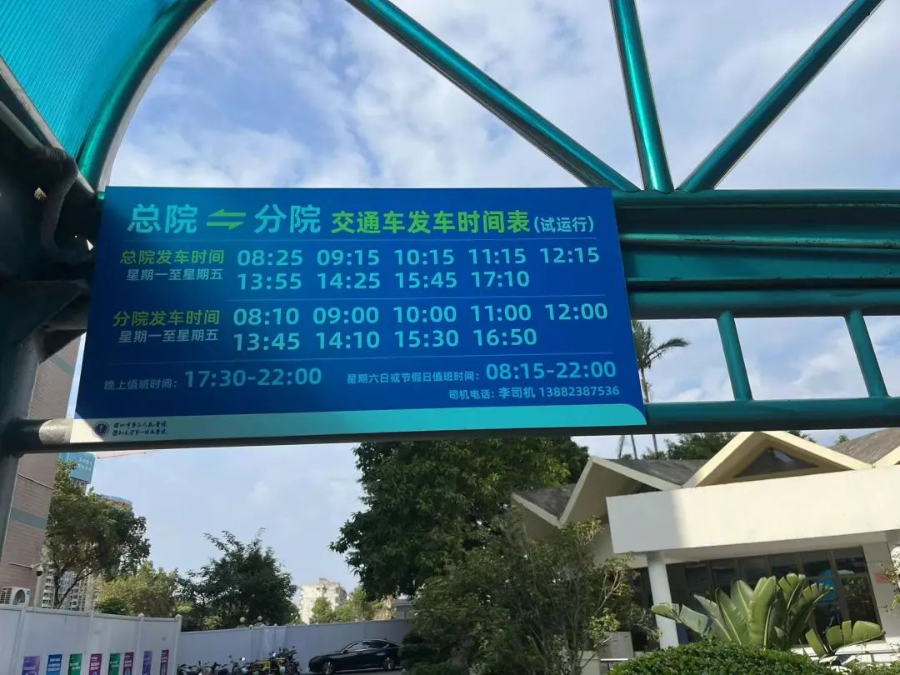 总院 ⇌ 分院 交通车发车时间表(试运行)
总院发车时间 08:25 09:15 10:15 11:15 12:15
星期一至星期五 13:55 14:25 15:45 17:10
分院发车时间 08:10 09:00 10:00 11:00 12:00
星期一至星期五 13:45 14:10 15:30 16:50
晚上值班时间：17:30-22:00 星期六日或节假日值班时间：08:15-22:00
司机电话：李司机 13882387536